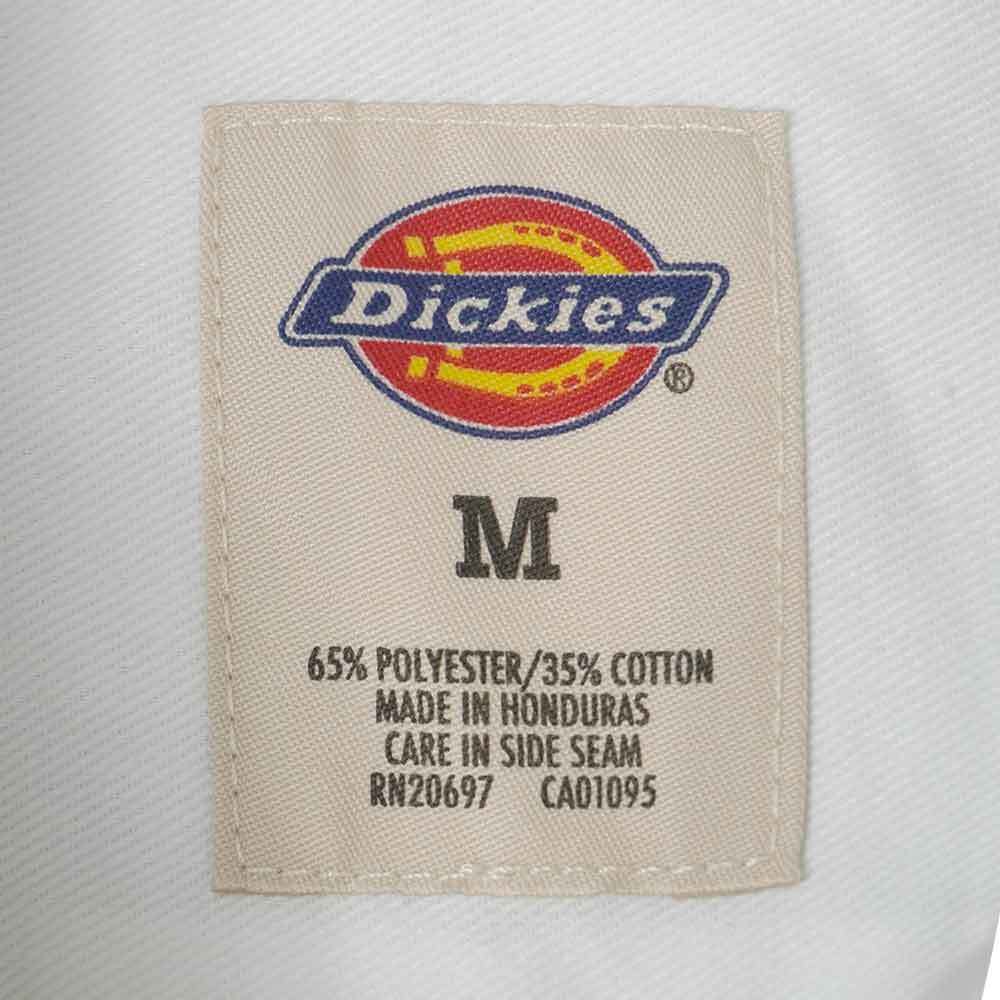 Dickies
®
M
65% POLYESTER/35% COTTON
MADE IN HONDURAS
CARE IN SIDE SEAM
RN20697 CA01095